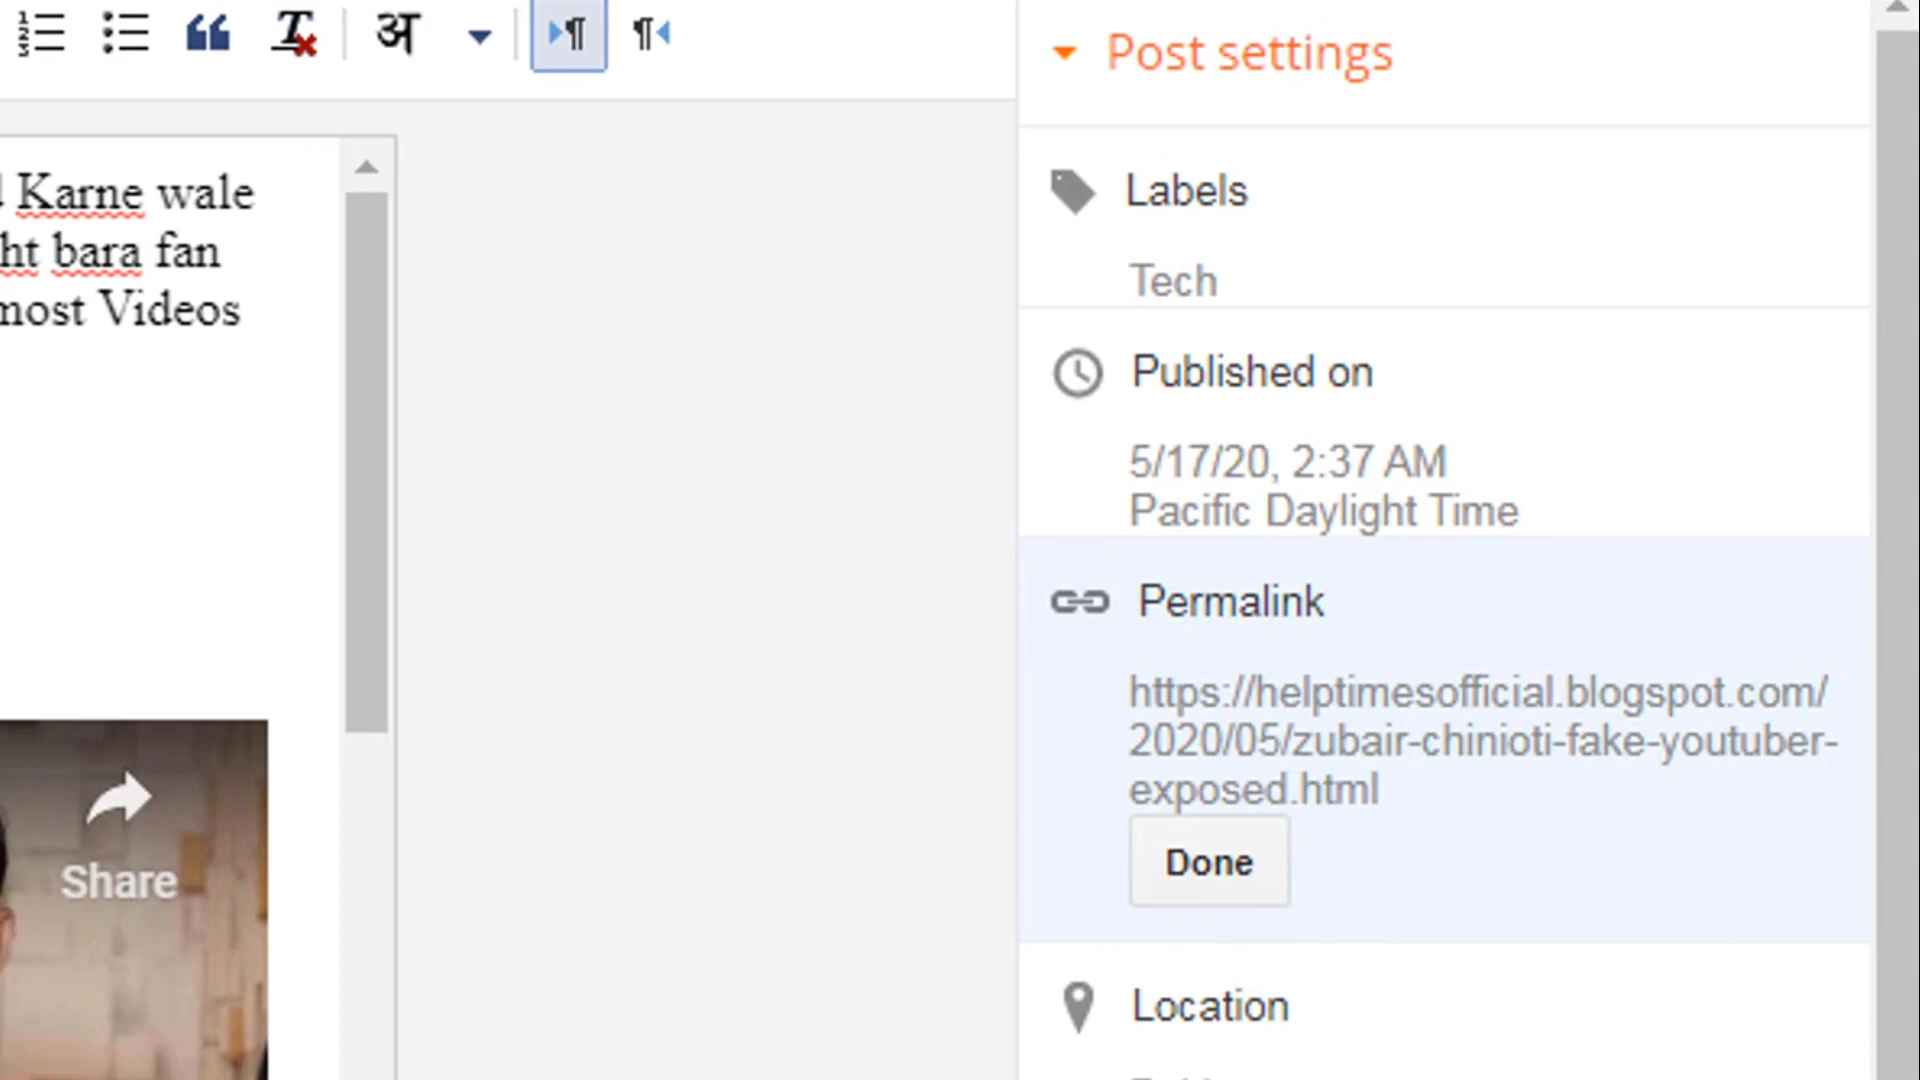 अ
Karne wale
ht bara fan
most Videos
Share
Post settings
Labels
Tech
Published on
5/17/20, 2:37 AM
Pacific Daylight Time
Permalink
https://helptimesofficial.blogspot.com/
2020/05/zubair-chinioti-fake-youtuber-
exposed.html
Done
Location